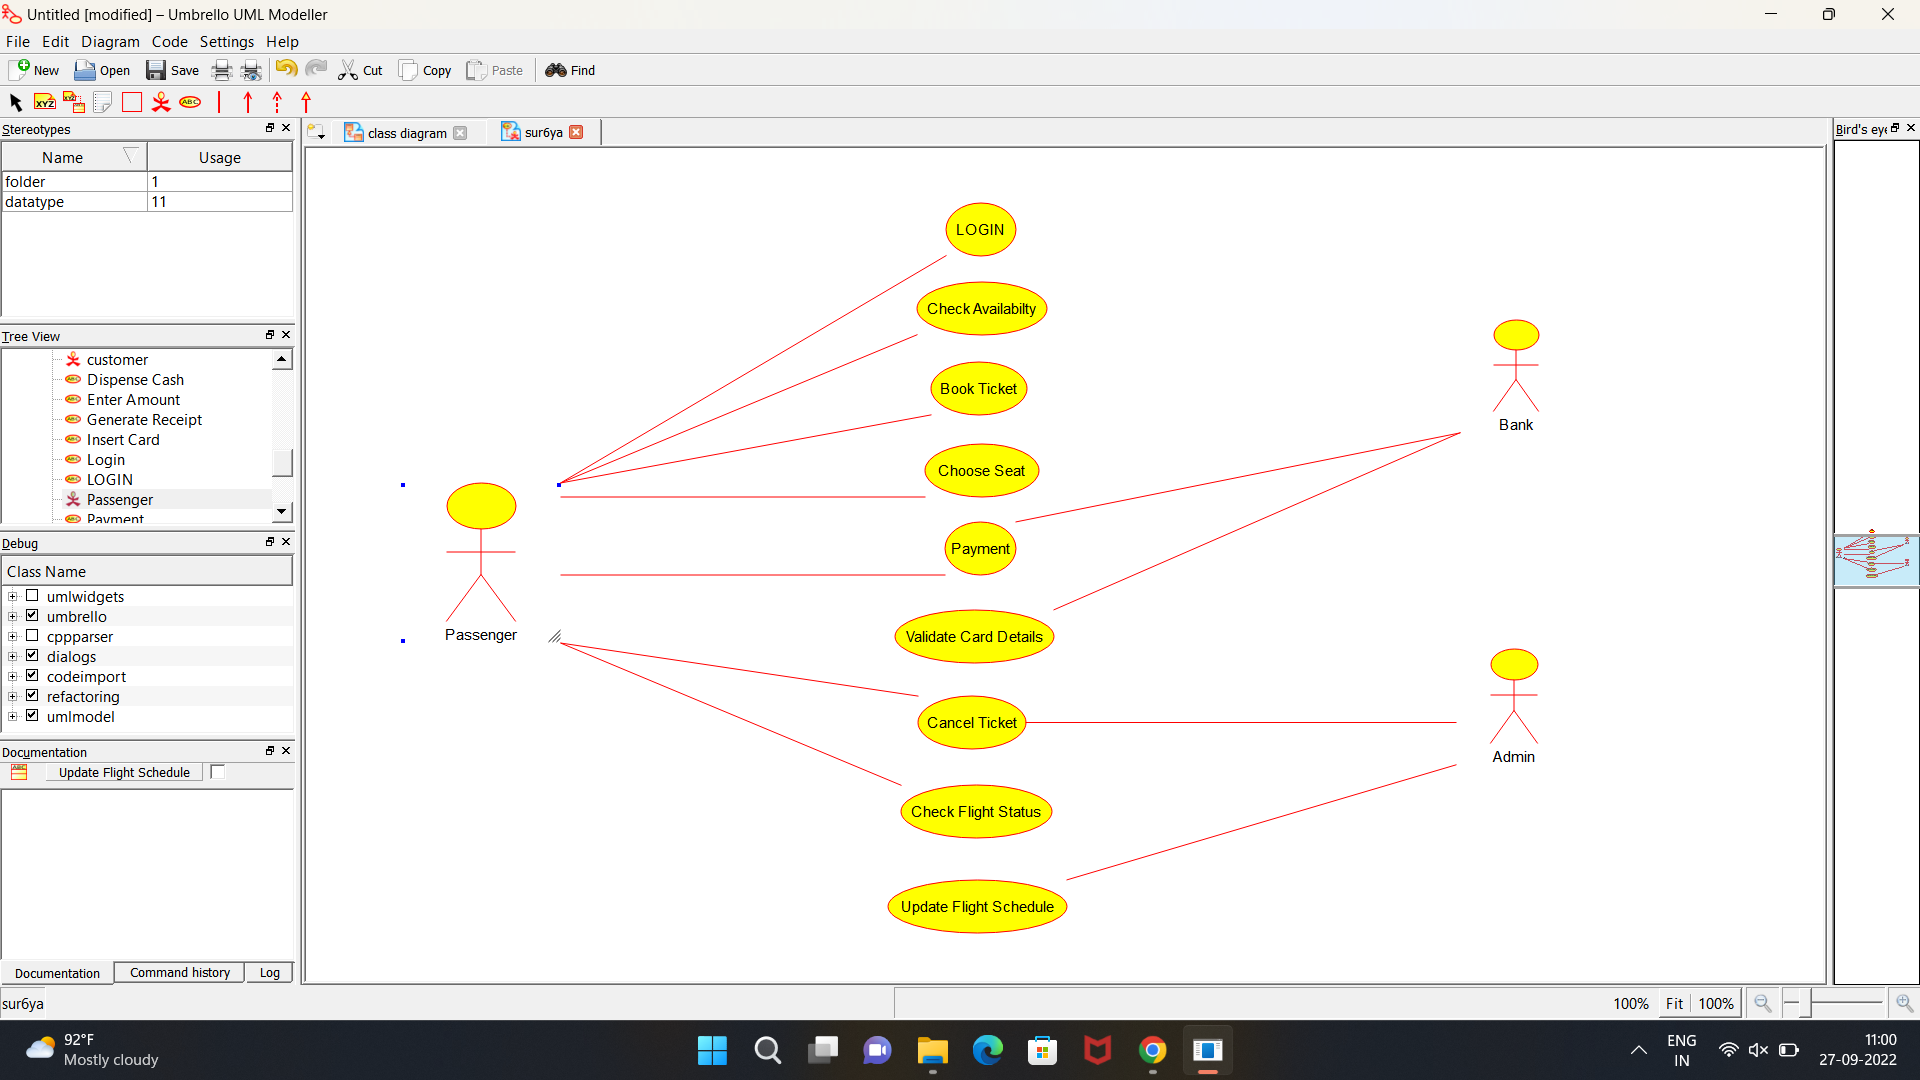 Untitled [modified] – Umbrello UML Modeller
File Edit Diagram Code Settings Help
New Open Save Cut Copy Paste Find
XYZ XYZ ABC
Stereotypes
Name Usage
folder 1
datatype 11
Tree View
customer
Dispense Cash
Enter Amount
Generate Receipt
Insert Card
Login
LOGIN
Passenger
Payment
Debug
Class Name
umlwidgets
umbrello
cppparser
dialogs
codeimport
refactoring
umlmodel
Documentation
Update Flight Schedule
Documentation Command history Log
sur6ya
class diagram sur6ya
LOGIN
Check Availabilty
Book Ticket
Choose Seat
Payment
Validate Card Details
Cancel Ticket
Check Flight Status
Update Flight Schedule
Passenger
Bank
Admin
Bird's eye
100% Fit 100%
92°F
Mostly cloudy
ENG
IN
11:00
27-09-2022